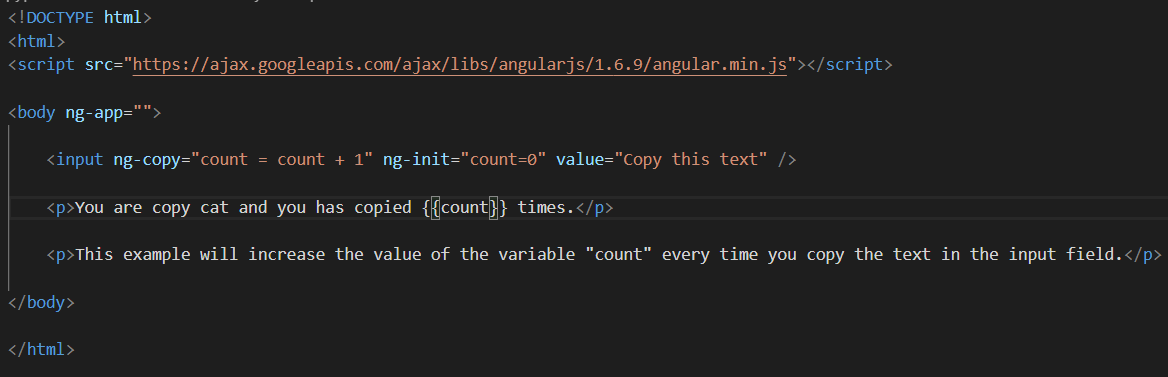 <!DOCTYPE html>
<html>
<script src="https://ajax.googleapis.com/ajax/libs/angularjs/1.6.9/angular.min.js"></script>
<body ng-app="">
<input ng-copy="count = count + 1" ng-init="count=0" value="Copy this text" />
<p>You are copy cat and you has copied {{count}} times.</p>
<p>This example will increase the value of the variable "count" every time you copy the text in the input field.</p>
</body>
</html>